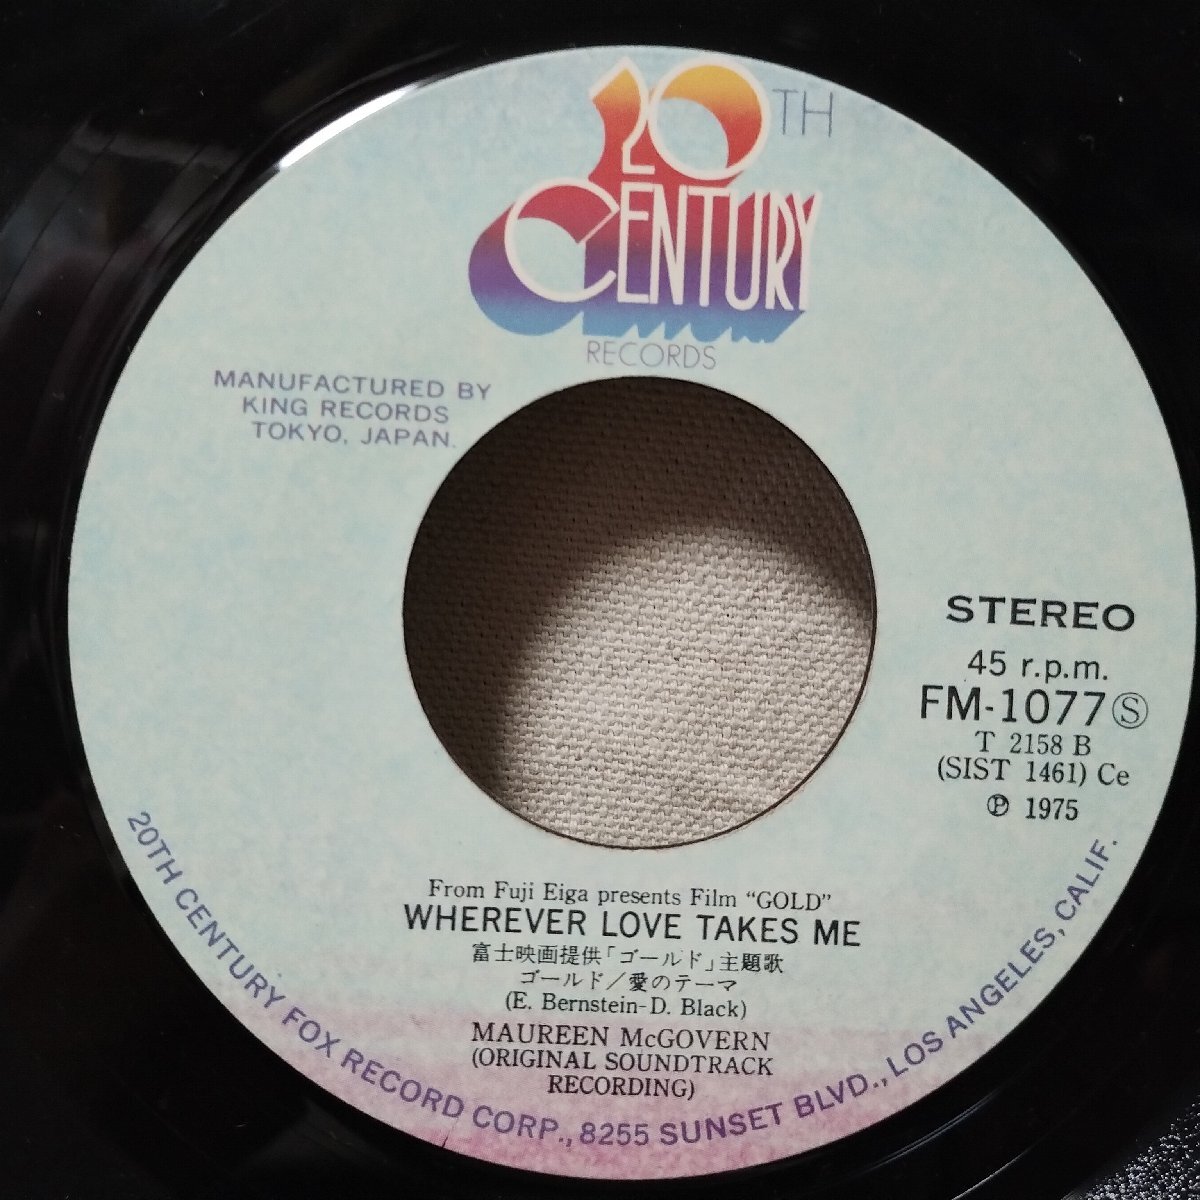 20TH
CENTURY
RECORDS
MANUFACTURED BY
KING RECORDS
TOKYO, JAPAN.
STEREO
45 r.p.m.
FM-1077Ⓢ
T 2158 B
(SIST 1461) Ce
℗ 1975
From Fuji Eiga presents Film "GOLD"
WHEREVER LOVE TAKES ME
富士映画提供「ゴールド」主題歌
ゴールド/愛のテーマ
(E. Bernstein-D. Black)
MAUREEN McGOVERN
(ORIGINAL SOUNDTRACK
RECORDING)
20TH CENTURY FOX RECORD CORP., 8255 SUNSET BLVD., LOS ANGELES, CALIF.